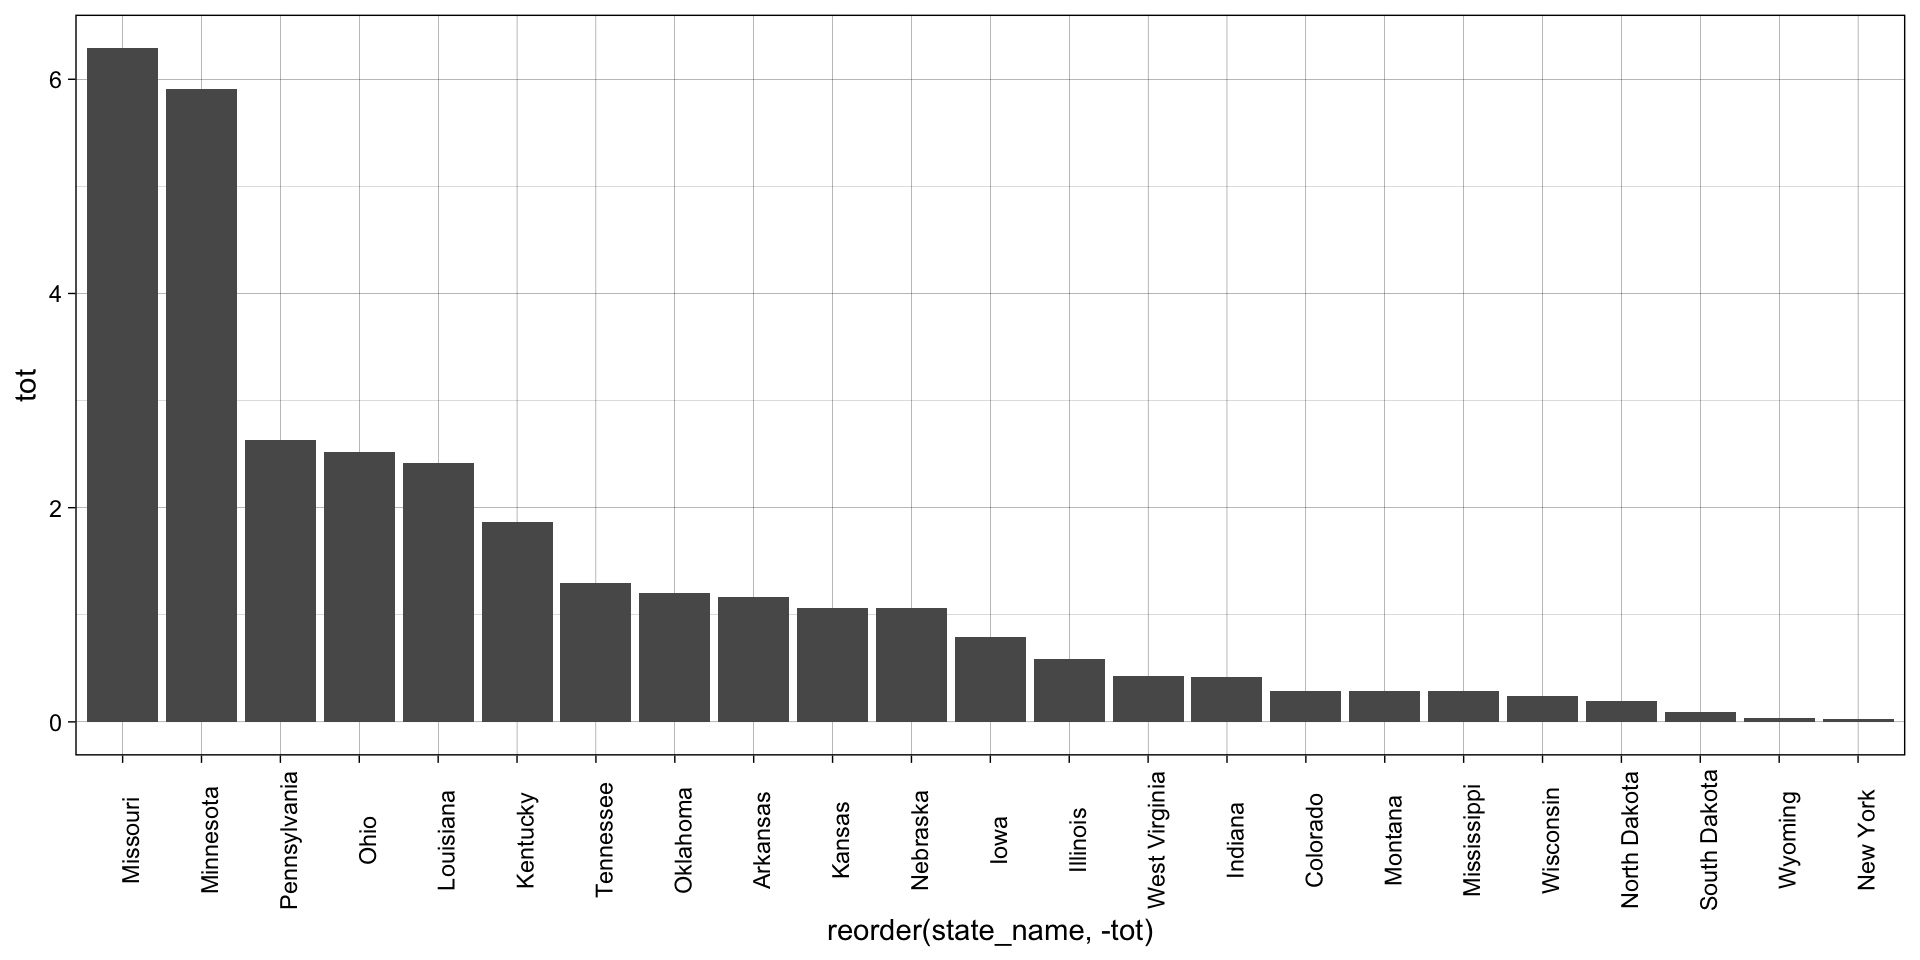 6
4
2
0
tot
Missouri
Minnesota
Pennsylvania
Ohio
Louisiana
Kentucky
Tennessee
Oklahoma
Arkansas
Kansas
Nebraska
Iowa
Illinois
West Virginia
Indiana
Colorado
Montana
Mississippi
Wisconsin
North Dakota
South Dakota
Wyoming
New York
reorder(state_name, -tot)